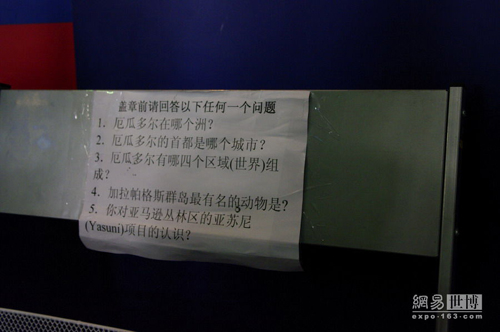 盖章前请回答以下任何一个问题
1. 厄瓜多尔在哪个洲?
2. 厄瓜多尔的首都是哪个城市?
3. 厄瓜多尔有哪四个区域(世界)组
成?
4. 加拉帕格斯群岛最有名的动物是?
5. 你对亚马逊丛林区的亚苏尼
(Yasuni)项目的认识?
網易世博
expo·163.com